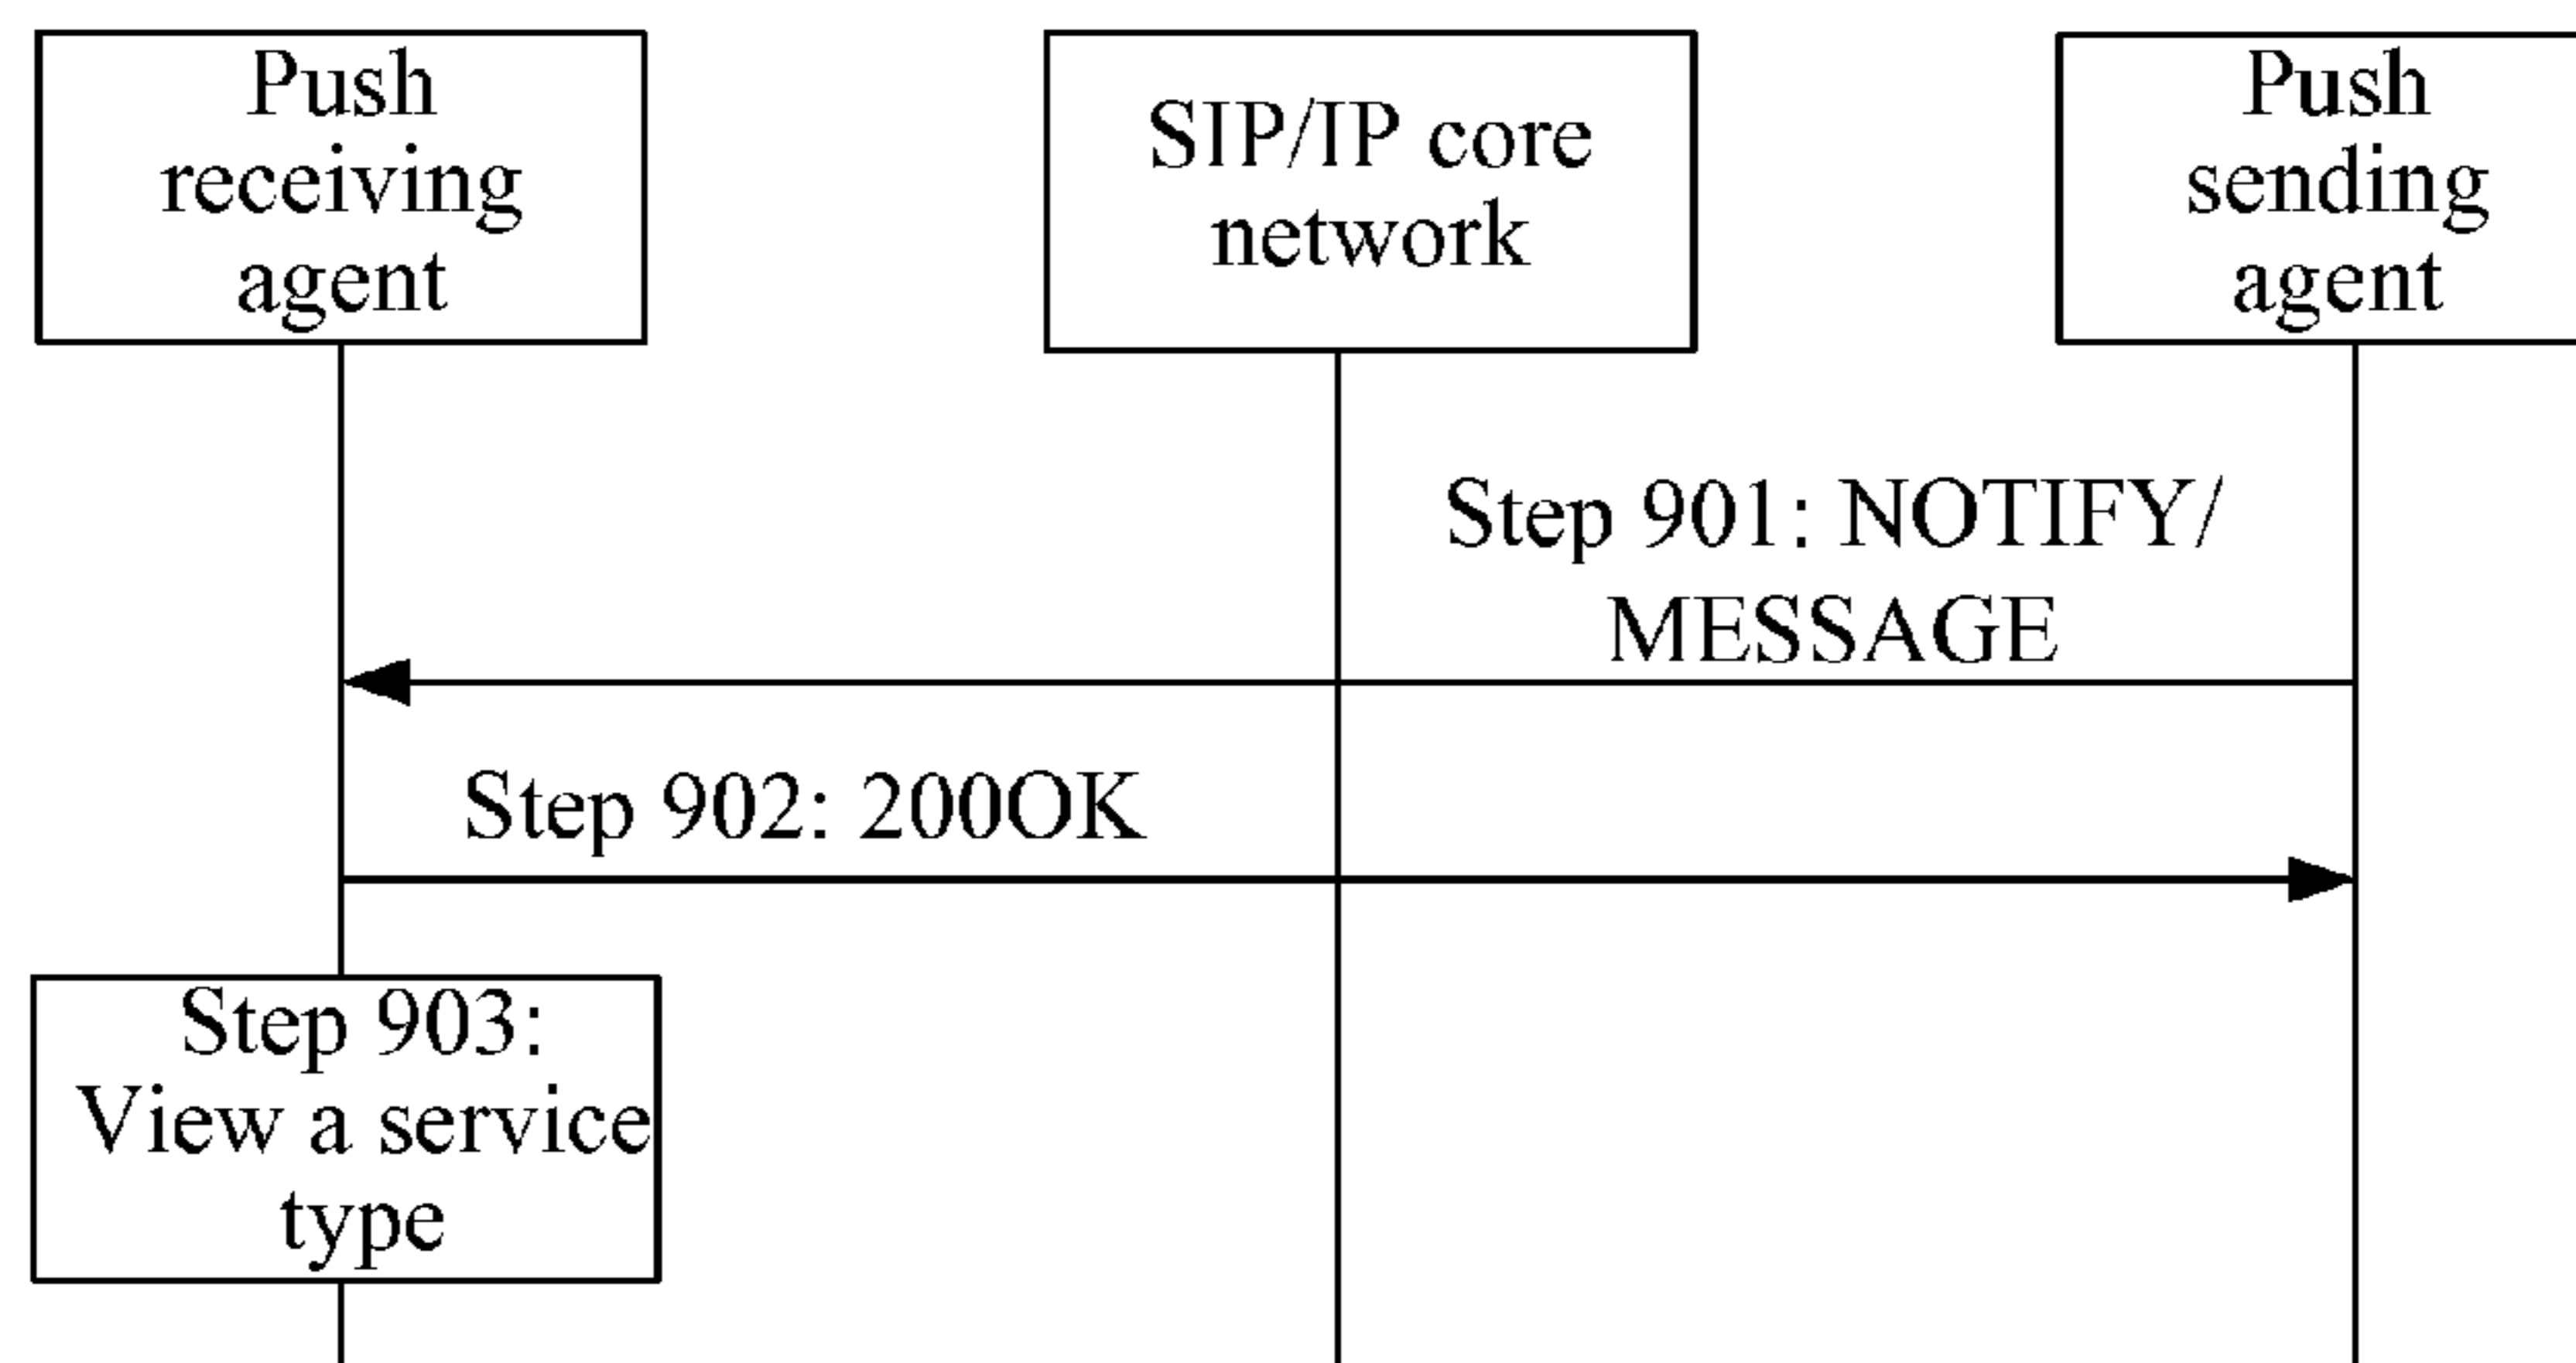 Push
receiving
agent
SIP/IP core
network
Push
sending
agent
Step 901: NOTIFY/
MESSAGE
Step 902: 200OK
Step 903:
View a service
type